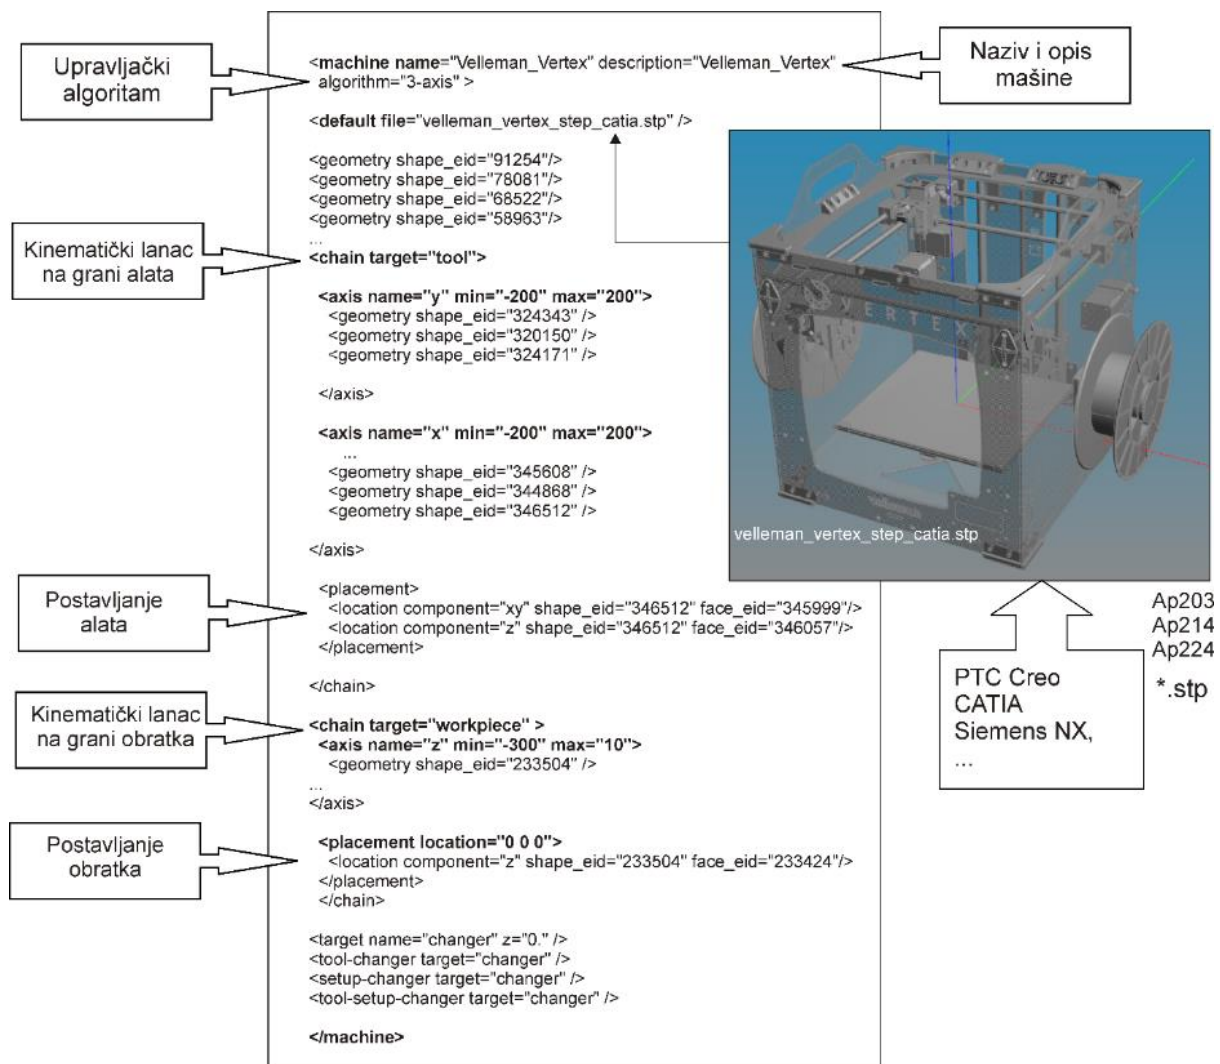 Upravljački
algoritam
<machine name="Velleman_Vertex" description="Velleman_Vertex"
algorithm="3-axis" >
Naziv i opis
mašine
<default file="velleman_vertex_step_catia.stp" />
<geometry shape_eid="91254"/>
<geometry shape_eid="78081"/>
<geometry shape_eid="68522"/>
<geometry shape_eid="58963"/>
...
Kinematički lanac
na grani alata
<chain target="tool">
<axis name="y" min="-200" max="200">
<geometry shape_eid="324343" />
<geometry shape_eid="320150" />
<geometry shape_eid="324171" />
</axis>
<axis name="x" min="-200" max="200">
...
<geometry shape_eid="345608" />
<geometry shape_eid="344868" />
<geometry shape_eid="346512" />
</axis>
VERTEX
velleman_vertex_step_catia.stp
Postavljanje
alata
<placement>
<location component="xy" shape_eid="346512" face_eid="345999"/>
<location component="z" shape_eid="346512" face_eid="346057"/>
</placement>
</chain>
Ap203
Ap214
Ap224
*.stp
PTC Creo
CATIA
Siemens NX,
...
Kinematički lanac
na grani obratka
<chain target="workpiece" >
<axis name="z" min="-300" max="10">
<geometry shape_eid="233504" />
...
</axis>
Postavljanje
obratka
<placement location="0 0 0">
<location component="z" shape_eid="233504" face_eid="233424"/>
</placement>
</chain>
<target name="changer" z="0." />
<tool-changer target="changer" />
<setup-changer target="changer" />
<tool-setup-changer target="changer" />
</machine>